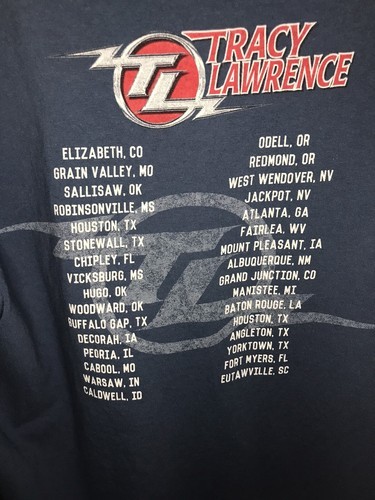 TL
TRACY
LAWRENCE
ELIZABETH, CO
GRAIN VALLEY, MO
SALLISAW, OK
ROBINSONVILLE, MS
HOUSTON, TX
STONEWALL, TX
CHIPLEY, FL
VICKSBURG, MS
HUGO, OK
WOODWARD, OK
BUFFALO GAP, TX
DECORAH, IA
PEORIA, IL
CABOOL, MO
WARSAW, IN
CALDWELL, ID
ODELL, OR
REDMOND, OR
WEST WENDOVER, NV
JACKPOT, NV
ATLANTA, GA
FAIRLEA, WV
MOUNT PLEASANT, IA
ALBUQUERQUE, NM
GRAND JUNCTION, CO
MANISTEE, MI
BATON ROUGE, LA
HOUSTON, TX
ANGLETON, TX
YORKTOWN, TX
FORT MYERS, FL
EUTAWVILLE, SC
TL